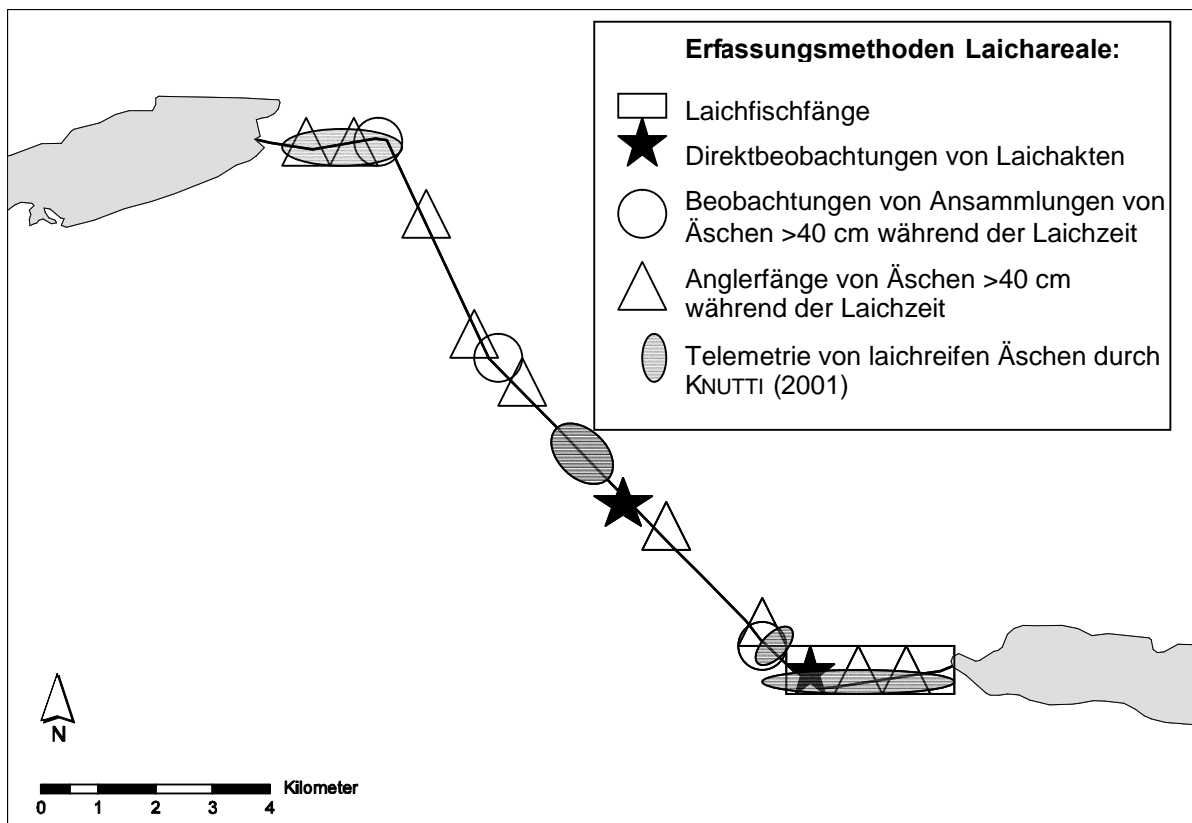 Erfassungsmethoden Laichareale:
Laichfischfänge
Direktbeobachtungen von Laichakten
Beobachtungen von Ansammlungen von
Äschen >40 cm während der Laichzeit
Anglerfänge von Äschen >40 cm
während der Laichzeit
Telemetrie von laichreifen Äschen durch
KNUTTI (2001)
N
Kilometer
0 1 2 3 4